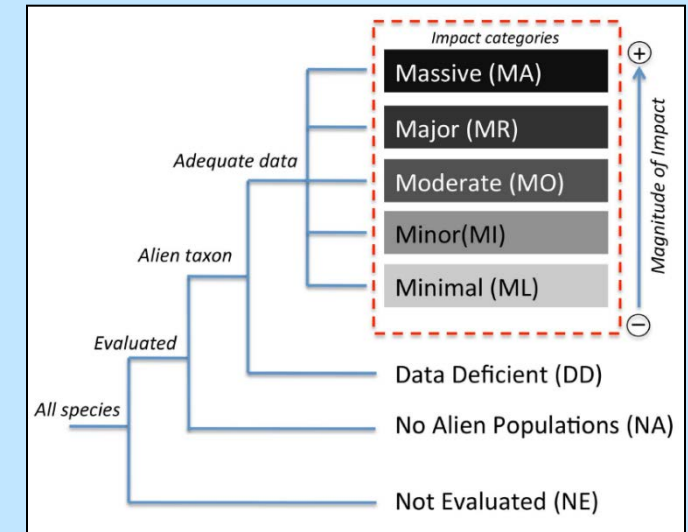 Impact categories
Massive (MA)
Major (MR)
Adequate data
Moderate (MO)
Minor(MI)
Alien taxon
Minimal (ML)
+
Magnitude of Impact
−
Evaluated
Data Deficient (DD)
All species
No Alien Populations (NA)
Not Evaluated (NE)